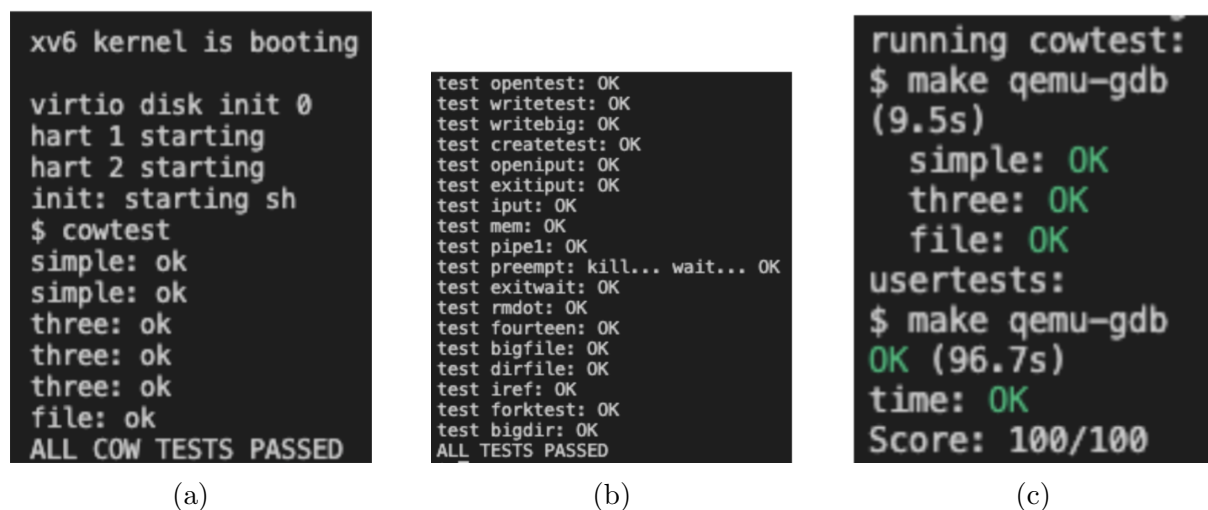 xv6 kernel is booting
virtio disk init 0
hart 1 starting
hart 2 starting
init: starting sh
$ cowtest
simple: ok
simple: ok
three: ok
three: ok
three: ok
file: ok
ALL COW TESTS PASSED
(a)
test opentest: OK
test writetest: OK
test writebig: OK
test createtest: OK
test openiput: OK
test exitiput: OK
test iput: OK
test mem: OK
test pipe1: OK
test preempt: kill... wait... OK
test exitwait: OK
test rmdot: OK
test fourteen: OK
test bigfile: OK
test dirfile: OK
test iref: OK
test forktest: OK
test bigdir: OK
ALL TESTS PASSED
(b)
running cowtest:
$ make qemu-gdb
(9.5s)
simple: OK
three: OK
file: OK
usertests:
$ make qemu-gdb
OK (96.7s)
time: OK
Score: 100/100
(c)